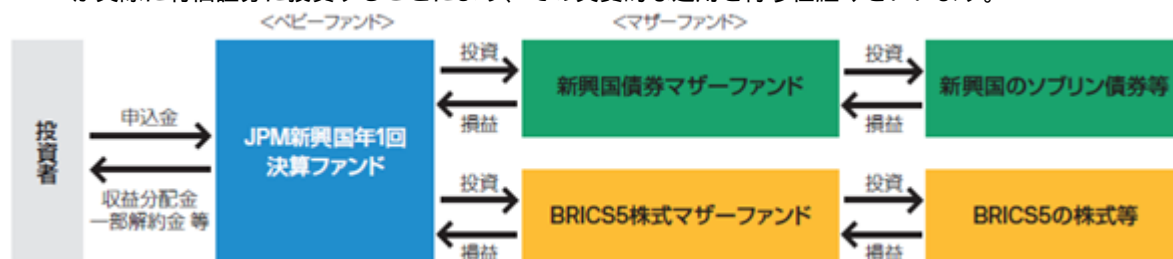 <ベビーファンド>
<マザーファンド>
投資者
申込金
収益分配金
一部解約金 等
JPM新興国年1回
決算ファンド
投資
損益
新興国債券マザーファンド
投資
損益
新興国のソブリン債券等
投資
損益
BRICS5株式マザーファンド
投資
損益
BRICS5の株式等